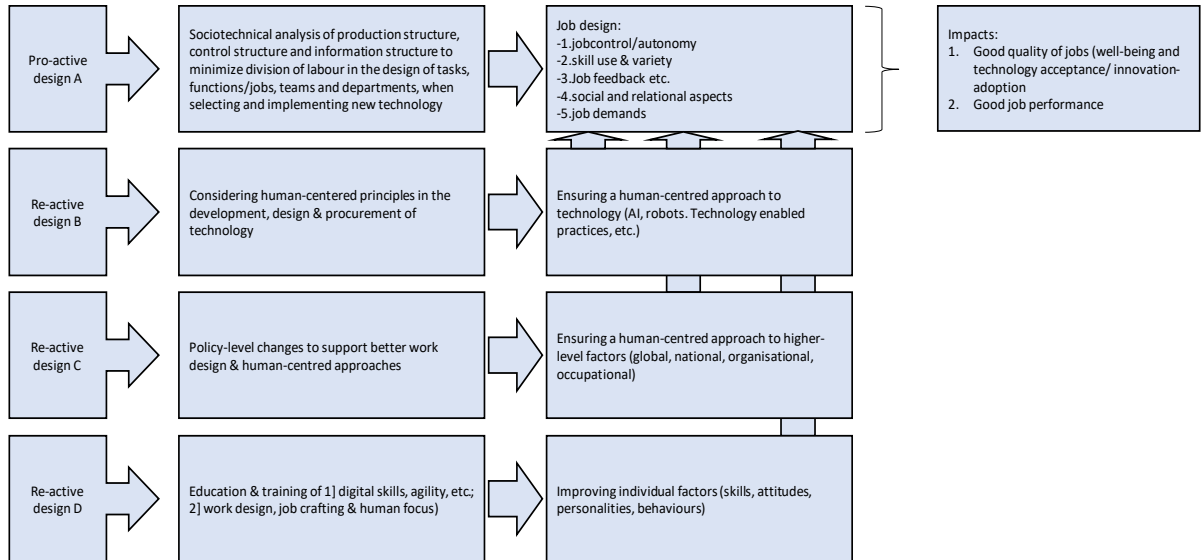 Pro-active
design A
Sociotechnical analysis of production structure,
control structure and information structure to
minimize division of labour in the design of tasks,
functions/jobs, teams and departments, when
selecting and implementing new technology
Job design:
-1.jobcontrol/autonomy
-2.skill use & variety
-3.Job feedback etc.
-4.social and relational aspects
-5.job demands
Impacts:
1. Good quality of jobs (well-being and
technology acceptance/ innovation-
adoption
2. Good job performance
Re-active
design B
Considering human-centered principles in the
development, design & procurement of
technology
Ensuring a human-centred approach to
technology (AI, robots. Technology enabled
practices, etc.)
Re-active
design C
Policy-level changes to support better work
design & human-centred approaches
Ensuring a human-centred approach to higher-
level factors (global, national, organisational,
occupational)
Re-active
design D
Education & training of 1] digital skills, agility, etc.;
2] work design, job crafting & human focus)
Improving individual factors (skills, attitudes,
personalities, behaviours)